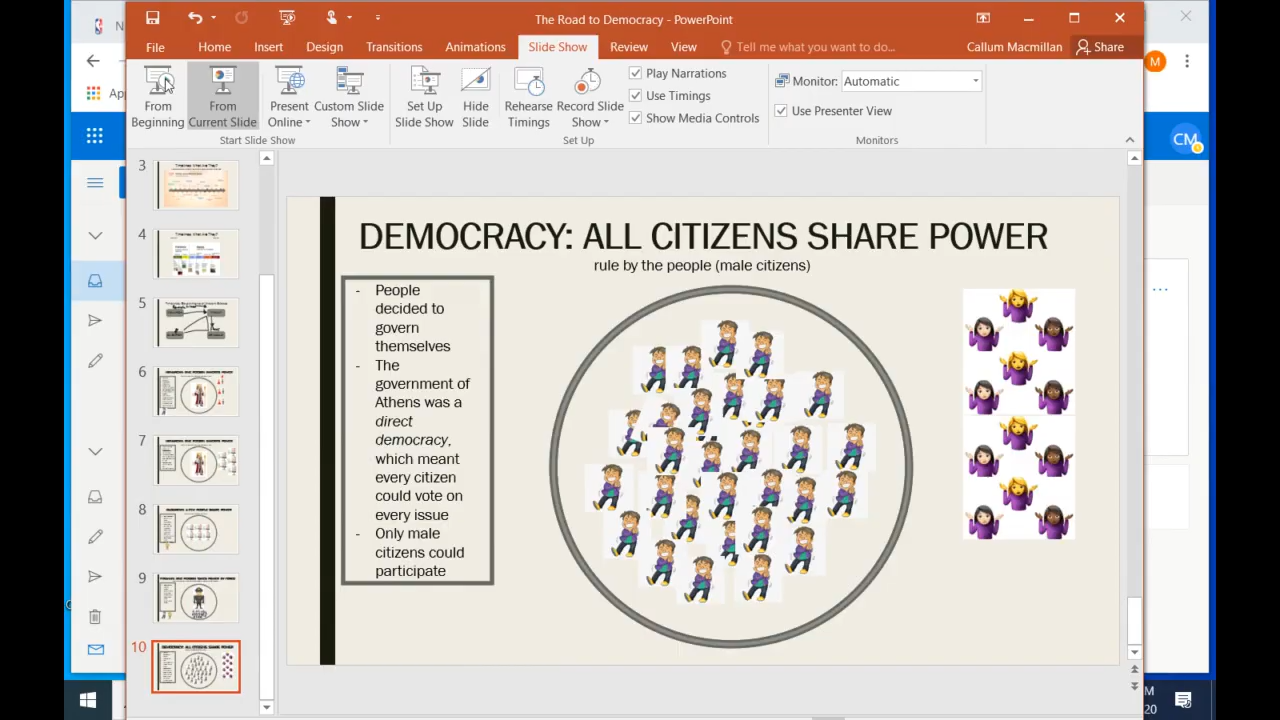 The Road to Democracy - PowerPoint
N
File Home Insert Design Transitions Animations Slide Show Review View Tell me what you want to do... Callum Macmillan Share
M
App
From Beginning
From Current Slide
Present Online
Custom Slide Show
Set Up Slide Show
Hide Slide
Rehearse Timings
Record Slide Show
Play Narrations
Use Timings
Show Media Controls
Monitor: Automatic
Use Presenter View
Start Slide Show
Set Up
Monitors
CM
3
4
5
6
7
8
9
10
DEMOCRACY: ALL CITIZENS SHARE POWER
rule by the people (male citizens)
- People
decided to
govern
themselves
- The
government of
Athens was a
direct
democracy,
which meant
every citizen
could vote on
every issue
- Only male
citizens could
participate
M
20